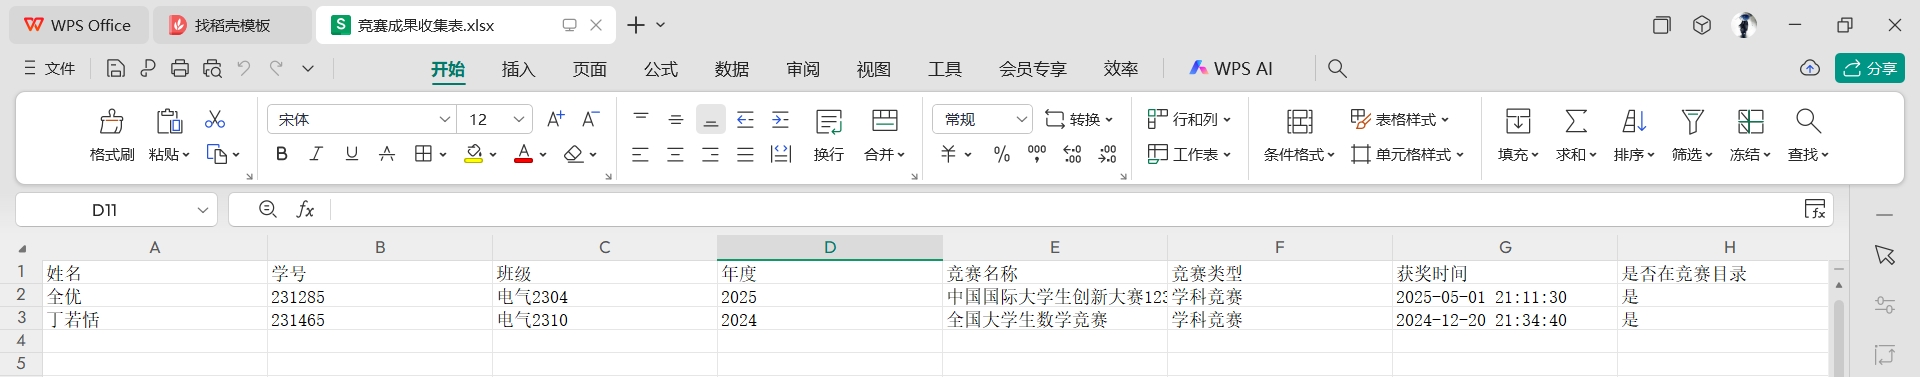 WPS Office 找稻壳模板 竞赛成果收集表.xlsx
文件 开始 插入 页面 公式 数据 审阅 视图 工具 会员专享 效率 WPS AI 分享
宋体 12 A+ A- 换行 合并 常规 转换 行和列 条件格式 表格样式 填充 求和 排序 筛选 冻结 查找
格式刷 粘贴 B I U A A ¥ % 000 工作表 单元格样式
D11 fx
A B C D E F G H
1 姓名 学号 班级 年度 竞赛名称 竞赛类型 获奖时间 是否在竞赛目录
2 全优 231285 电气2304 2025 中国国际大学生创新大赛123 学科竞赛 2025-05-01 21:11:30 是
3 丁若恬 231465 电气2310 2024 全国大学生数学竞赛 学科竞赛 2024-12-20 21:34:40 是
4
5